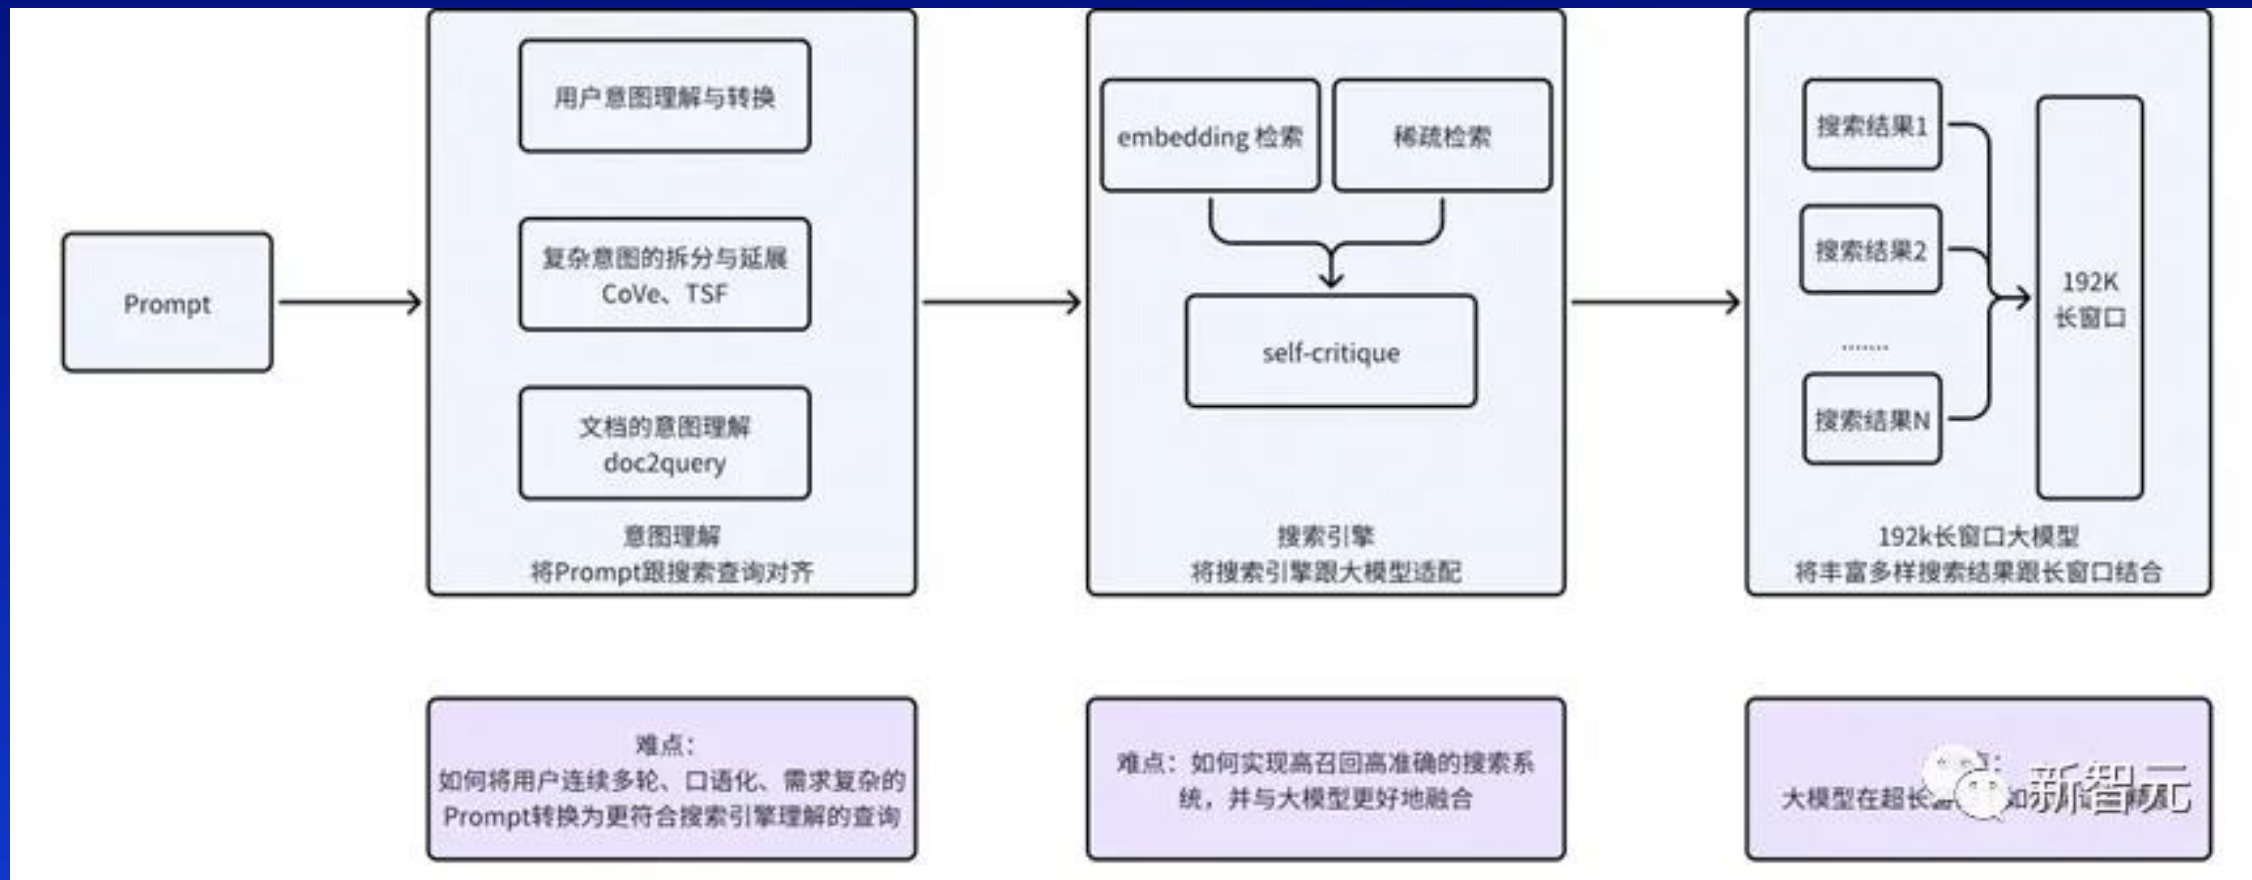 Prompt
用户意图理解与转换
复杂意图的拆分与延展
CoVe、TSF
文档的意图理解
doc2query
意图理解
将Prompt跟搜索查询对齐
embedding 检索
稀疏检索
self-critique
搜索引擎
将搜索引擎跟大模型适配
搜索结果1
搜索结果2
.......
搜索结果N
192K
长窗口
192k长窗口大模型
将丰富多样搜索结果跟长窗口结合
难点：
如何将用户连续多轮、口语化、需求复杂的
Prompt转换为更符合搜索引擎理解的查询
难点：如何实现高召回高准确的搜索系
统，并与大模型更好地融合
大模型在超长
新智元